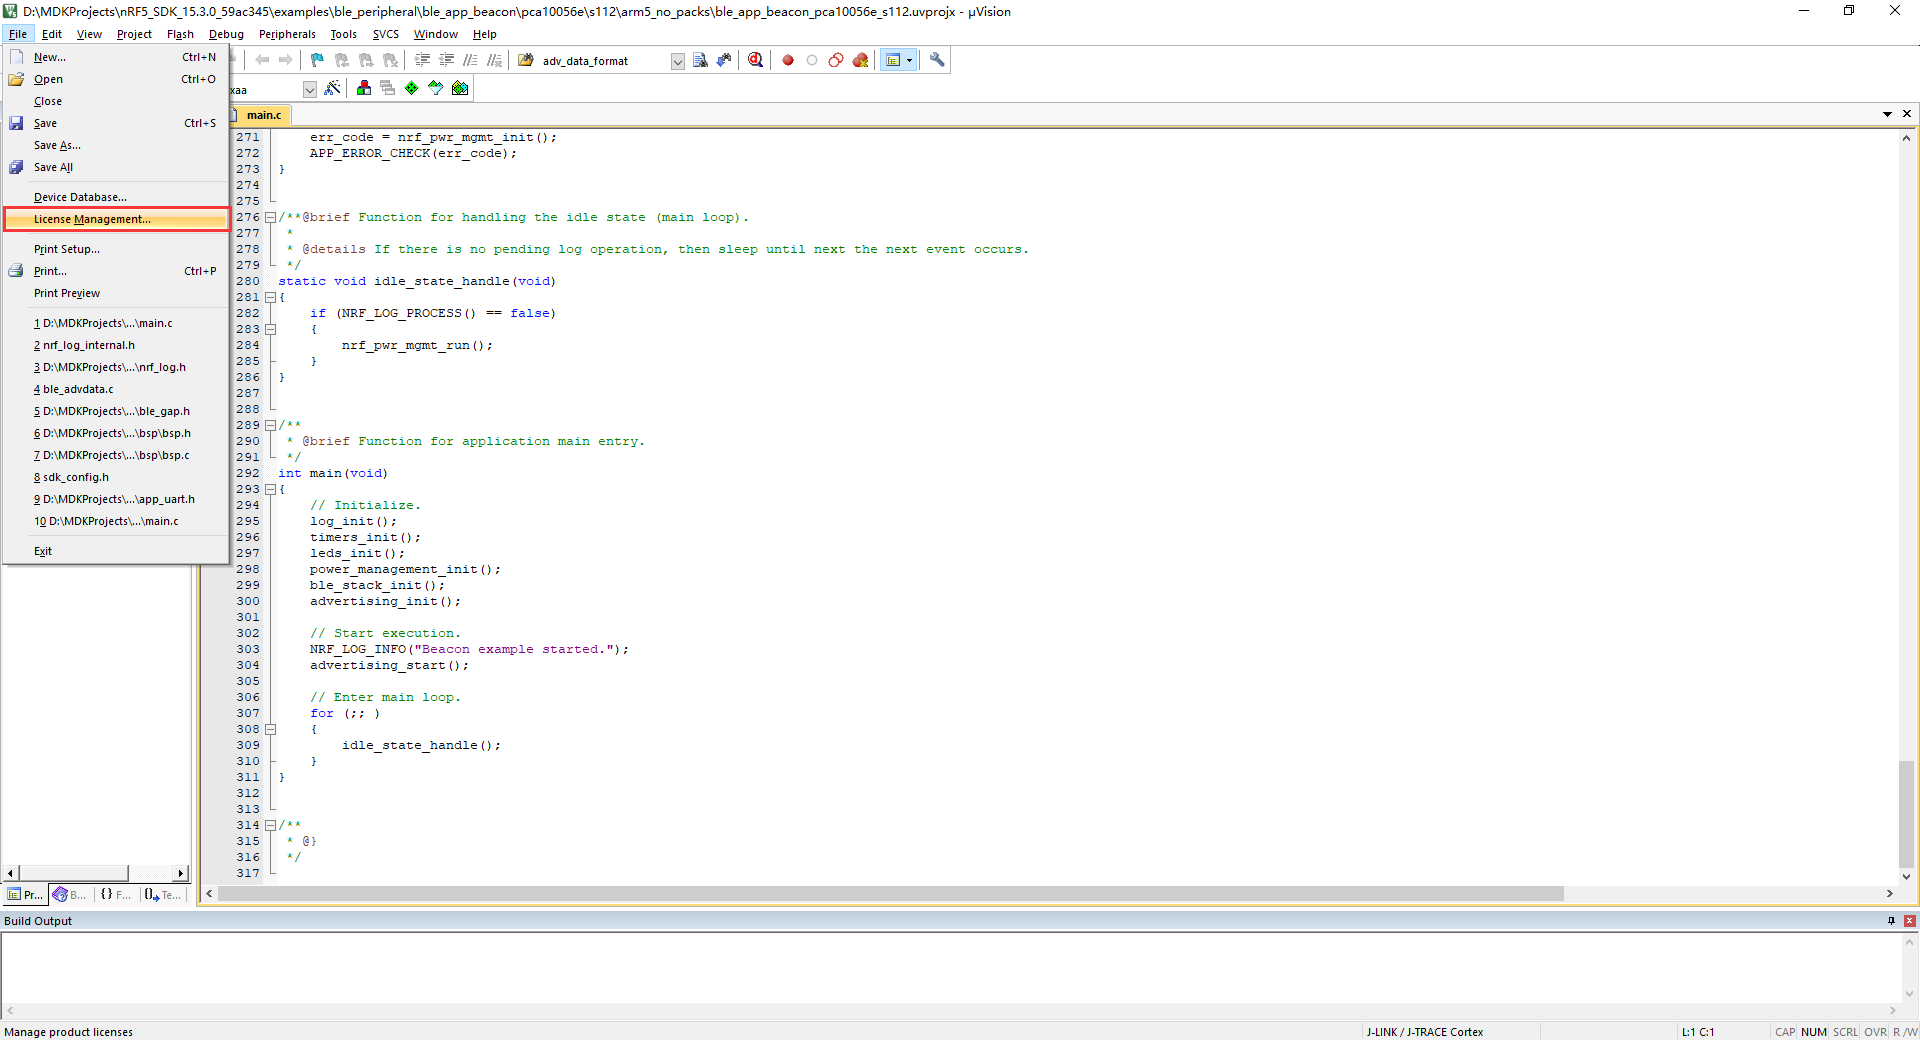 D:\MDKProjects\nRF5_SDK_15.3.0_59ac345\examples\ble_peripheral\ble_app_beacon\pca10056e\s112\arm5_no_packs\ble_app_beacon_pca10056e_s112.uvprojx - µVision
File Edit View Project Flash Debug Peripherals Tools SVCS Window Help
New... Ctrl+N
Open Ctrl+O
Close
Save Ctrl+S
Save As...
Save All
Device Database...
License Management...
Print Setup...
Print... Ctrl+P
Print Preview
1 D:\MDKProjects\...\main.c
2 nrf_log_internal.h
3 D:\MDKProjects\...\nrf_log.h
4 ble_advdata.c
5 D:\MDKProjects\...\ble_gap.h
6 D:\MDKProjects\...\bsp\bsp.h
7 D:\MDKProjects\...\bsp\bsp.c
8 sdk_config.h
9 D:\MDKProjects\...\app_uart.h
10 D:\MDKProjects\...\main.c
Exit
adv_data_format
xaa
main.c
271 err_code = nrf_pwr_mgmt_init();
272 APP_ERROR_CHECK(err_code);
273 }
274
275
276 /**@brief Function for handling the idle state (main loop).
277 *
278 * @details If there is no pending log operation, then sleep until next the next event occurs.
279 */
280 static void idle_state_handle(void)
281 {
282 if (NRF_LOG_PROCESS() == false)
283 {
284 nrf_pwr_mgmt_run();
285 }
286 }
287
288
289 /**
290 * @brief Function for application main entry.
291 */
292 int main(void)
293 {
294 // Initialize.
295 log_init();
296 timers_init();
297 leds_init();
298 power_management_init();
299 ble_stack_init();
300 advertising_init();
301
302 // Start execution.
303 NRF_LOG_INFO("Beacon example started.");
304 advertising_start();
305
306 // Enter main loop.
307 for (;; )
308 {
309 idle_state_handle();
310 }
311 }
312
313
314 /**
315 * @}
316 */
317
Pr... B... {} F... Te...
Build Output
Manage product licenses J-LINK / J-TRACE Cortex L:1 C:1 CAP NUM SCRL OVR R/W